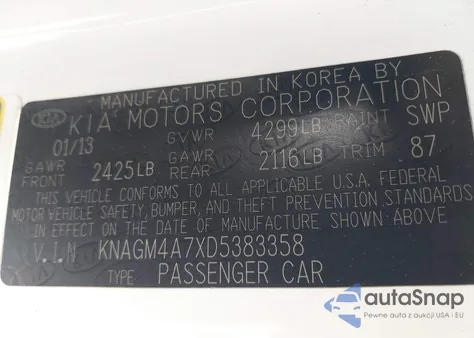 MANUFACTURED IN KOREA BY
KIA MOTORS CORPORATION
01/13 GVWR 4299LB PAINT SWP
GAWR FRONT 2425LB GAWR REAR 2116LB TRIM 87
THIS VEHICLE CONFORMS TO ALL APPLICABLE U.S.A. FEDERAL
MOTOR VEHICLE SAFETY, BUMPER, AND THEFT PREVENTION STANDARDS
IN EFFECT ON THE DATE OF MANUFACTURE SHOWN ABOVE
V.I.N KNAGM4A7XD5383358
TYPE PASSENGER CAR
autoSnap
Pewne auta z aukcji USA i EU